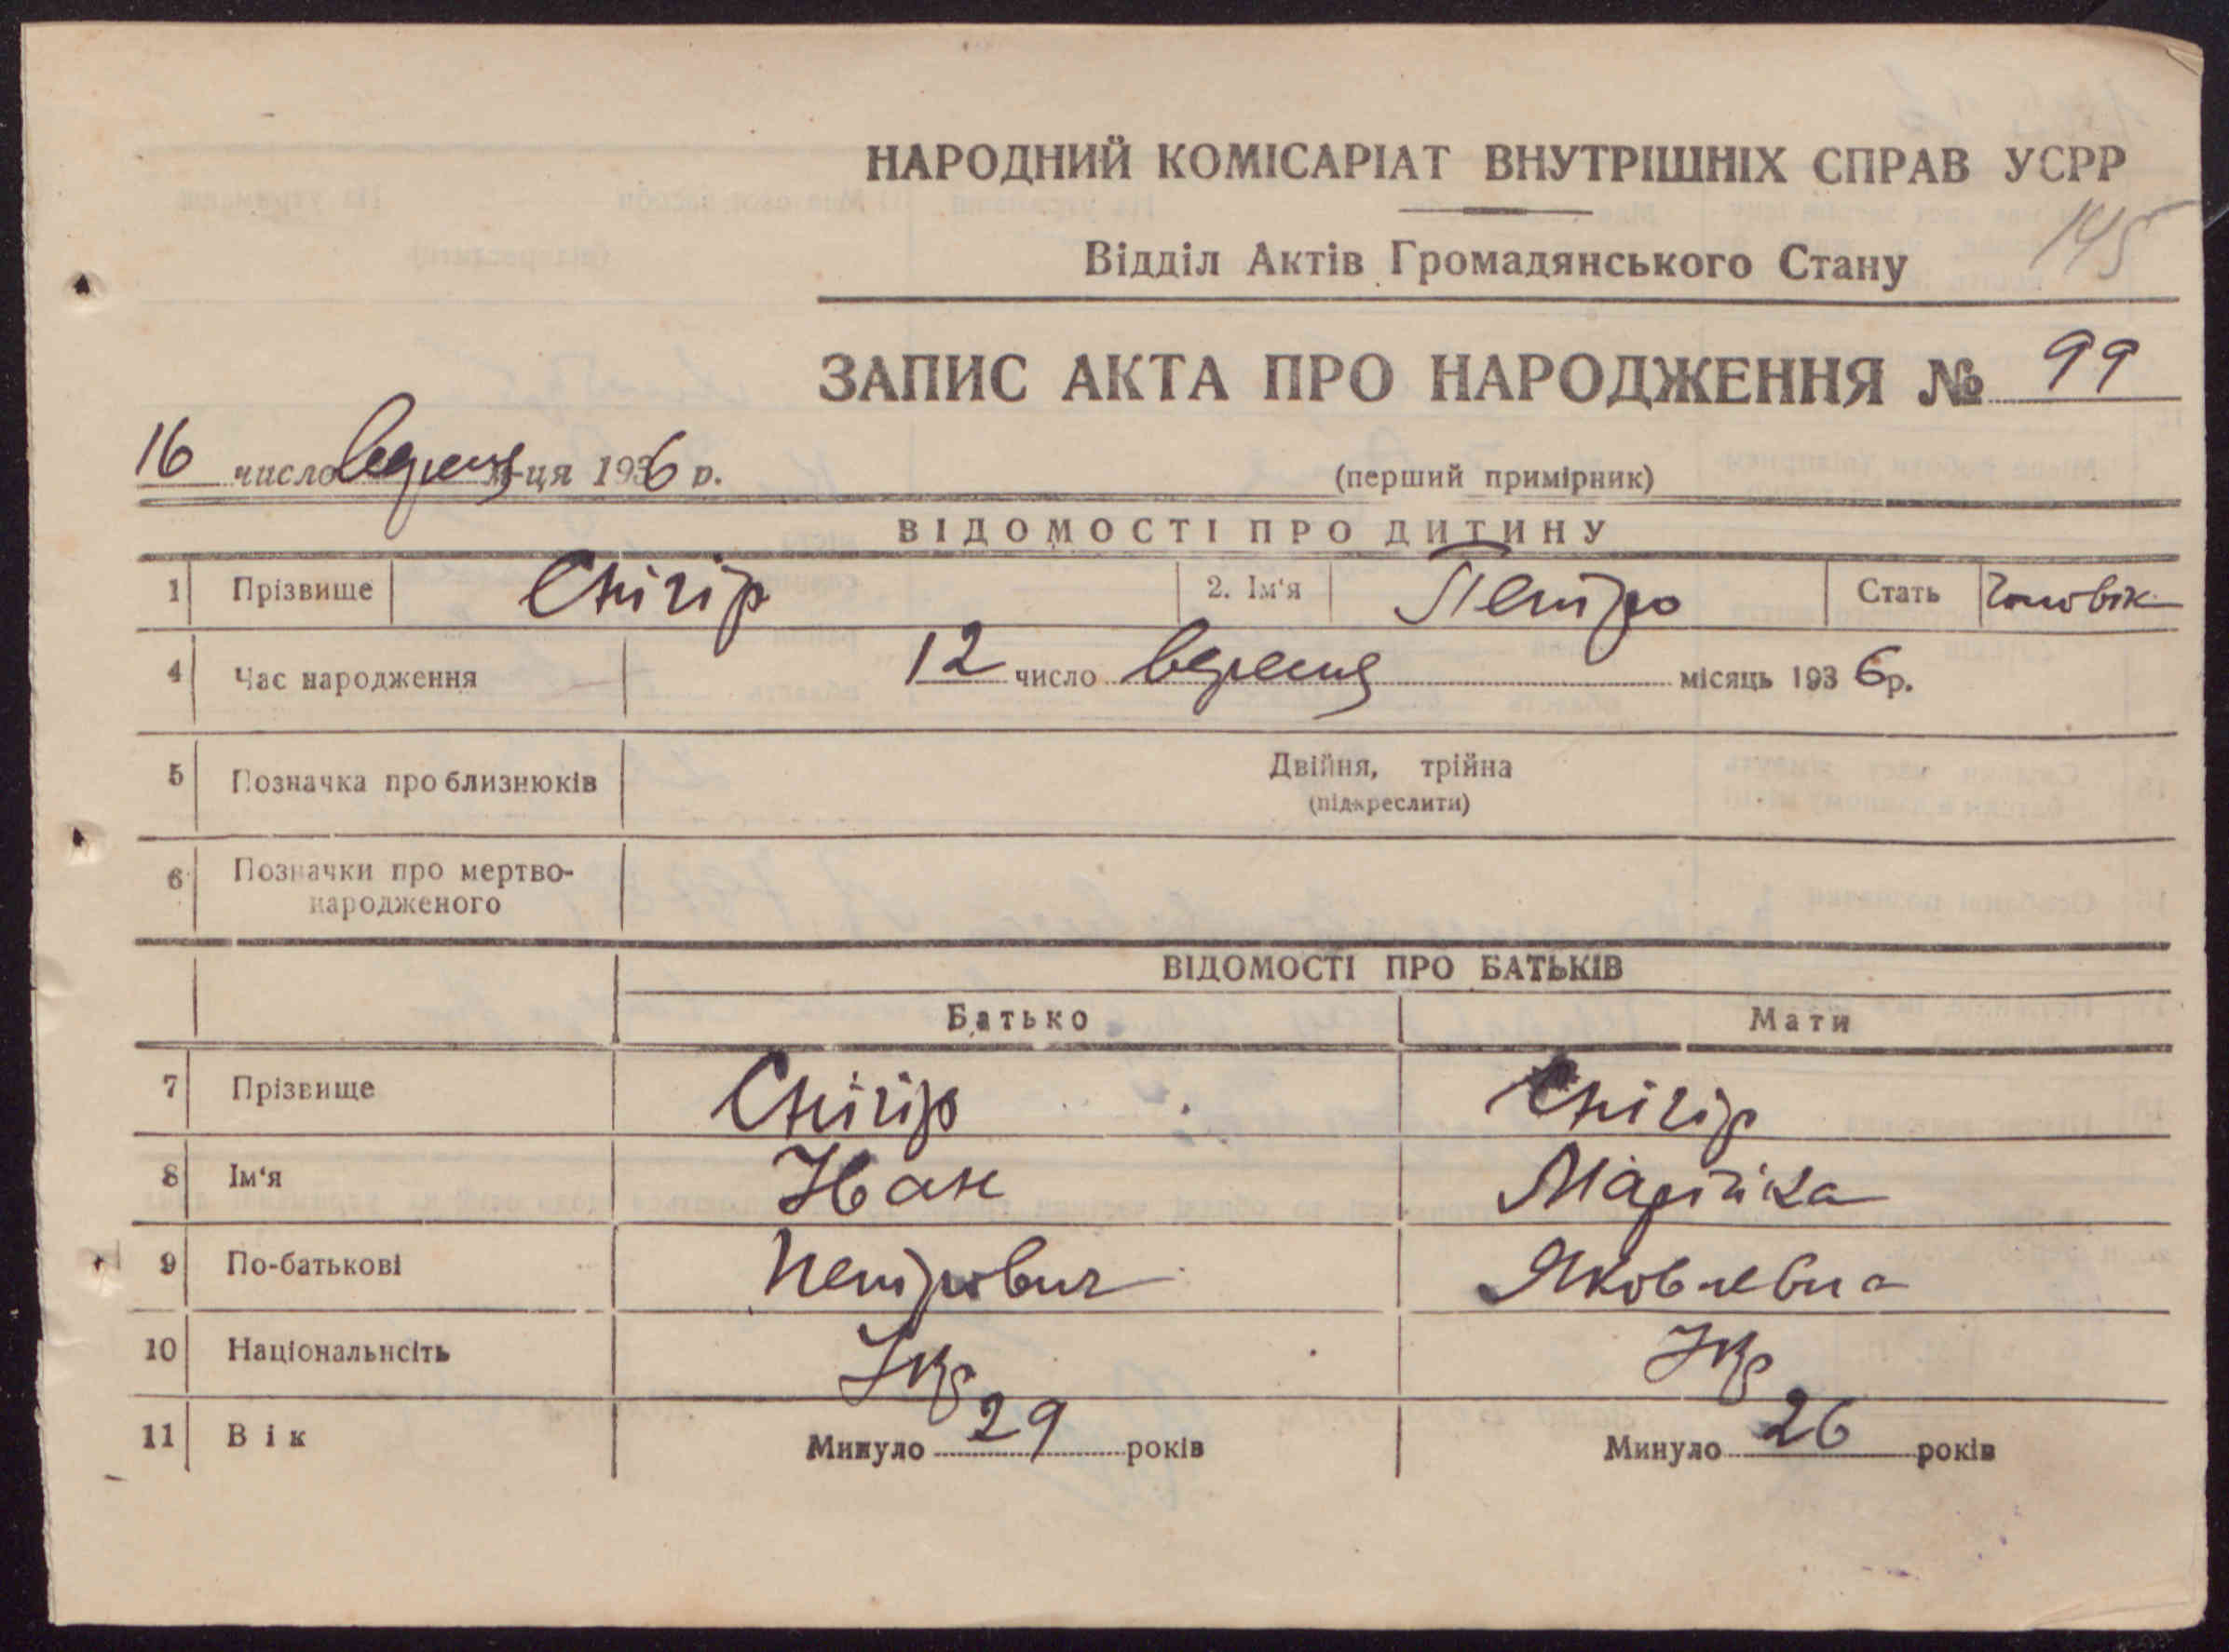 НАРОДНИЙ КОМІСАРІАТ ВНУТРІШНІХ СПРАВ УСРР
Відділ Актів Громадянського Стану
145
ЗАПИС АКТА ПРО НАРОДЖЕННЯ № 99
16 число вересня м-ця 1936 р.
(перший примірник)
ВІДОМОСТІ ПРО ДИТИНУ
1 Прізвище Снігір 2. Ім‘я Петро Стать Чоловік
4 Час народження 12 число вересня місяць 1936 р.
5 Позначка про близнюків Двійня, трійна
(підкреслити)
6 Позначки про мертво-
народженого
ВІДОМОСТІ ПРО БАТЬКІВ
Батько Мати
7 Прізвище Снігір Снігір
8 Ім‘я Іван Марійка
9 По-батькові Петрович Яковлевна
10 Національнсіть Укр Укр
11 Вік Минуло 29 років Минуло 26 років